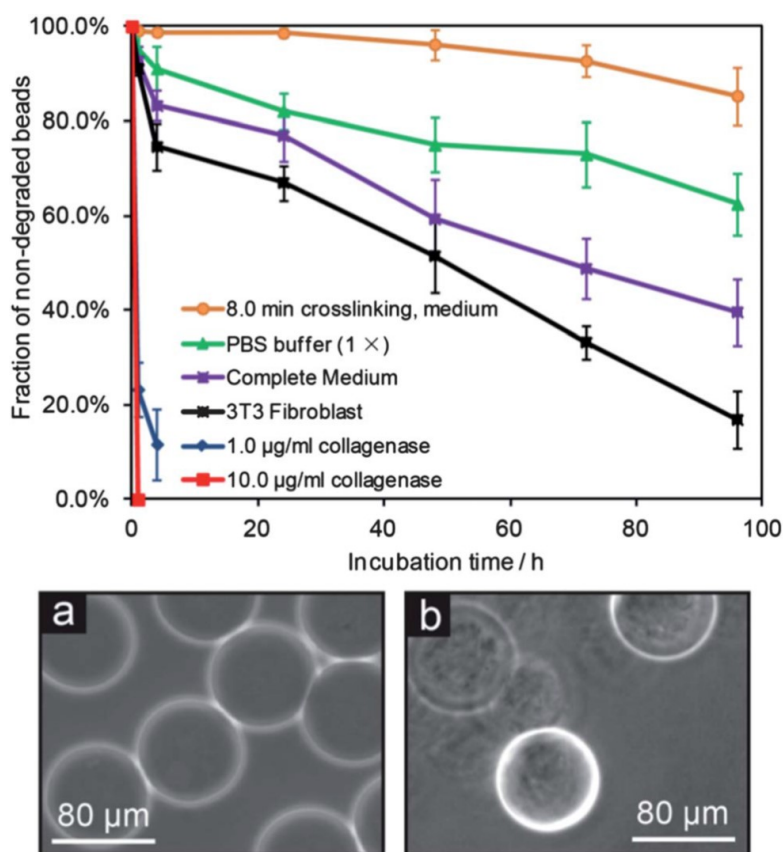 100.0%
80.0%
60.0%
40.0%
20.0%
0.0%
Fraction of non-degraded beads
8.0 min crosslinking, medium
PBS buffer (1 ×)
Complete Medium
3T3 Fibroblast
1.0 µg/ml collagenase
10.0 µg/ml collagenase
0 20 40 60 80 100
Incubation time / h
a
80 µm
b
80 µm